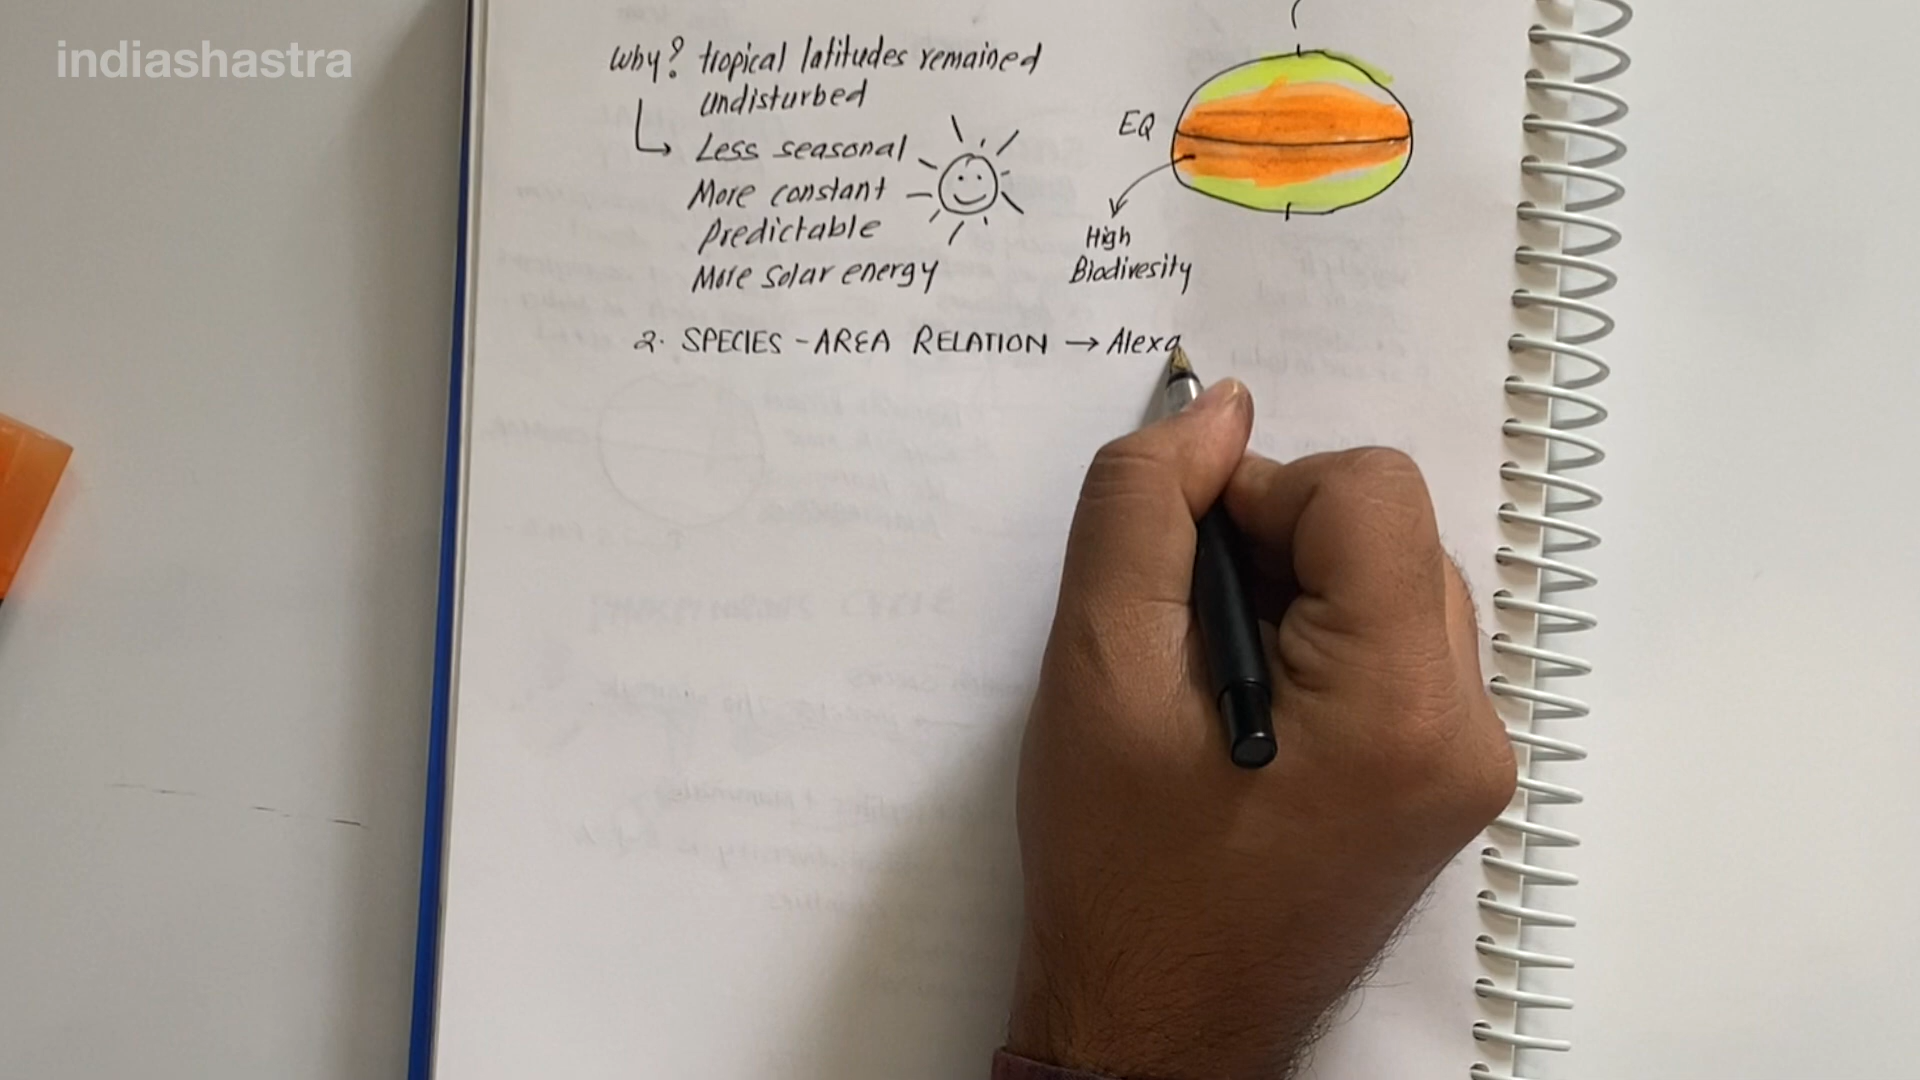 indiashastra
Why? tropical latitudes remained
undisturbed
Less seasonal
More constant
Predictable
More Solar energy
EQ
High
Biodivesity
2. SPECIES - AREA RELATION → Alexa